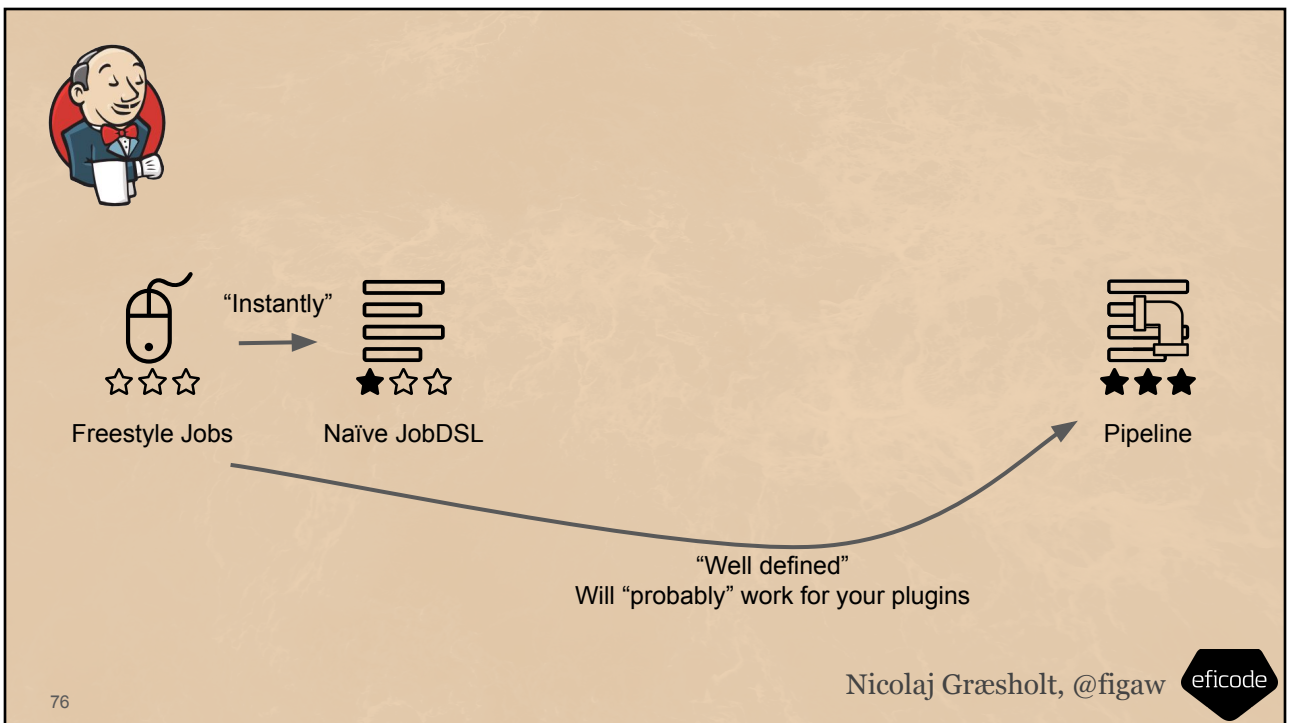 “Instantly”
Freestyle Jobs
Naïve JobDSL
Pipeline
“Well defined”
Will “probably” work for your plugins
Nicolaj Græsholt, @figaw
eficode
76